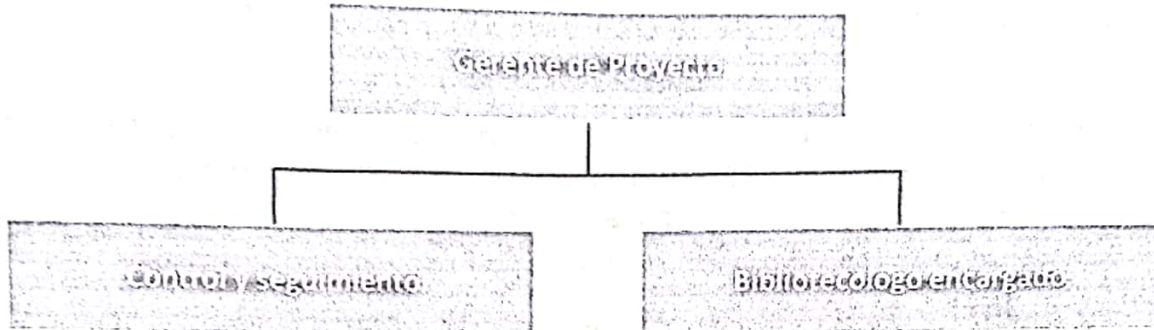 Gerente de Proyecto
Control y seguimiento
Bibliotecologo encargado